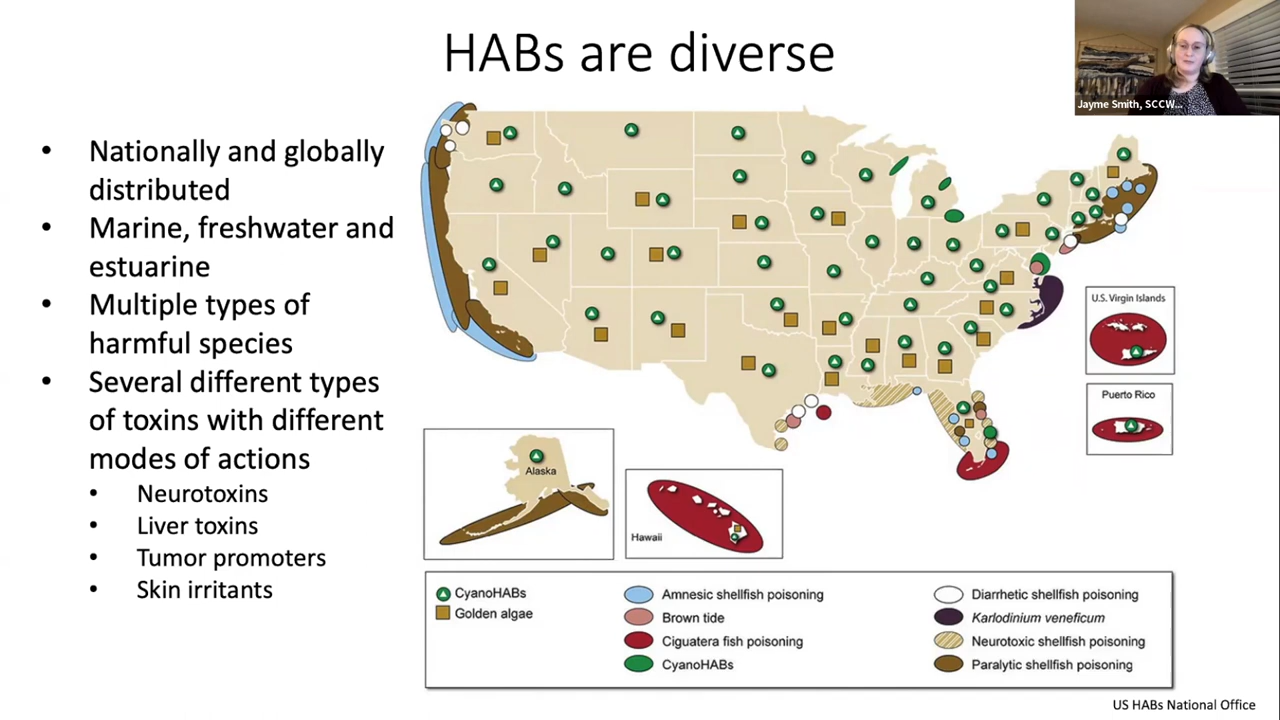 HABs are diverse
Jayme Smith, SCCW...
• Nationally and globally
distributed
• Marine, freshwater and
estuarine
• Multiple types of
harmful species
• Several different types
of toxins with different
modes of actions
• Neurotoxins
• Liver toxins
• Tumor promoters
• Skin irritants
U.S. Virgin Islands
Puerto Rico
Alaska
Hawaii
CyanoHABs
Golden algae
Amnesic shellfish poisoning
Brown tide
Ciguatera fish poisoning
CyanoHABs
Diarrhetic shellfish poisoning
Karlodinium veneficum
Neurotoxic shellfish poisoning
Paralytic shellfish poisoning
US HABs National Office